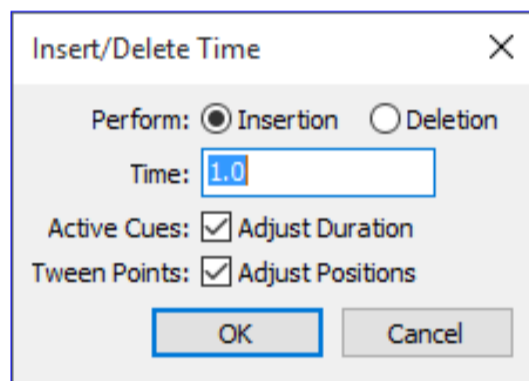 Insert/Delete Time
Perform: Insertion Deletion
Time: 1.0
Active Cues: Adjust Duration
Tween Points: Adjust Positions
OK Cancel